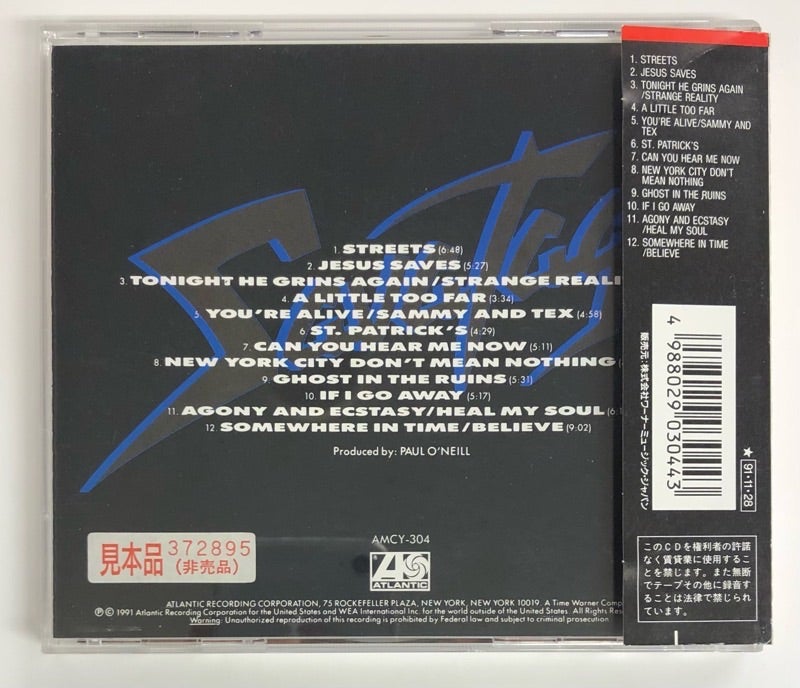 1. STREETS (6:48)
2. JESUS SAVES (5:27)
3. TONIGHT HE GRINS AGAIN/STRANGE REALI
4. A LITTLE TOO FAR (3:34)
5. YOU'RE ALIVE/SAMMY AND TEX (4:58)
6. ST. PATRICK'S (4:29)
7. CAN YOU HEAR ME NOW (5:11)
8. NEW YORK CITY DON'T MEAN NOTHING
9. GHOST IN THE RUINS (5:31)
10. IF I GO AWAY (5:17)
11. AGONY AND ECSTASY/HEAL MY SOUL
12. SOMEWHERE IN TIME/BELIEVE (9:02)
Produced by: PAUL O'NEILL
AMCY-304
ATLANTIC
見本品 372895
(非売品)
ATLANTIC RECORDING CORPORATION, 75 ROCKEFELLER PLAZA, NEW YORK, NEW YORK 10019. A Time Warner Comp
℗ © 1991 Atlantic Recording Corporation for the United States and WEA International Inc. for the world outside of the United States. All Rights Res
Warning: Unauthorized reproduction of this recording is prohibited by Federal law and subject to criminal prosecution.
1. STREETS
2. JESUS SAVES
3. TONIGHT HE GRINS AGAIN
/STRANGE REALITY
4. A LITTLE TOO FAR
5. YOU'RE ALIVE/SAMMY AND
TEX
6. ST. PATRICK'S
7. CAN YOU HEAR ME NOW
8. NEW YORK CITY DON'T
MEAN NOTHING
9. GHOST IN THE RUINS
10. IF I GO AWAY
11. AGONY AND ECSTASY
/HEAL MY SOUL
12. SOMEWHERE IN TIME
/BELIEVE
4 988029 030443
販売元：株式会社ワーナーミュージック・ジャパン
★
91・11・28
このCDを権利者の許諾
なく賃貸業に使用するこ
とを禁じます。また無断
でテープその他に録音す
ることは法律で禁じられ
ています。